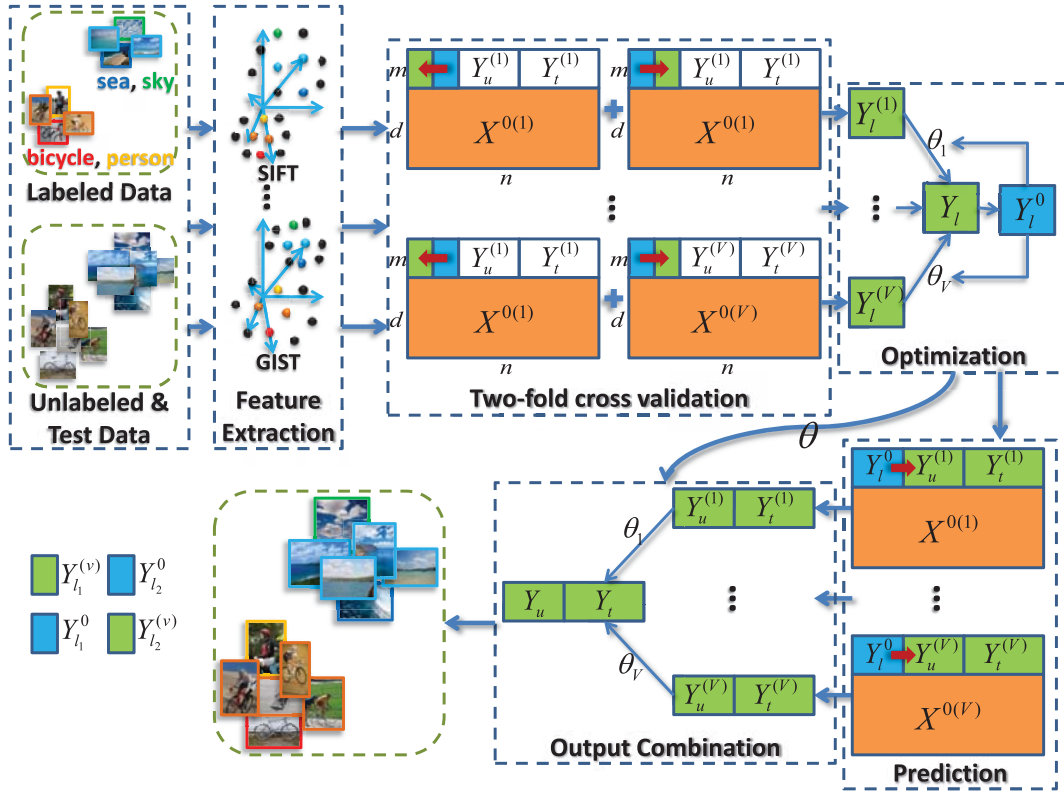 sea, sky
bicycle, person
Labeled Data
Unlabeled &
Test Data
SIFT
GIST
Feature
Extraction
m Y_u^{(1)} Y_t^{(1)} m Y_u^{(1)} Y_t^{(1)}
d X^{0(1)} + d X^{0(1)}
n n
m Y_u^{(1)} Y_t^{(1)} m Y_u^{(V)} Y_t^{(V)}
d X^{0(1)} + d X^{0(V)}
n n
Two-fold cross validation
Y_l^{(1)}
θ_1
Y_l Y_l^0
θ_V
Y_l^{(V)}
Optimization
θ
Y_l^0 Y_u^{(1)} Y_t^{(1)}
X^{0(1)}
Y_l^0 Y_u^{(V)} Y_t^{(V)}
X^{0(V)}
Prediction
Y_u^{(1)} Y_t^{(1)}
θ_1
Y_u Y_t
θ_V
Y_u^{(V)} Y_t^{(V)}
Output Combination
Y_{l_1}^{(v)} Y_{l_2}^0
Y_{l_1}^0 Y_{l_2}^{(v)}